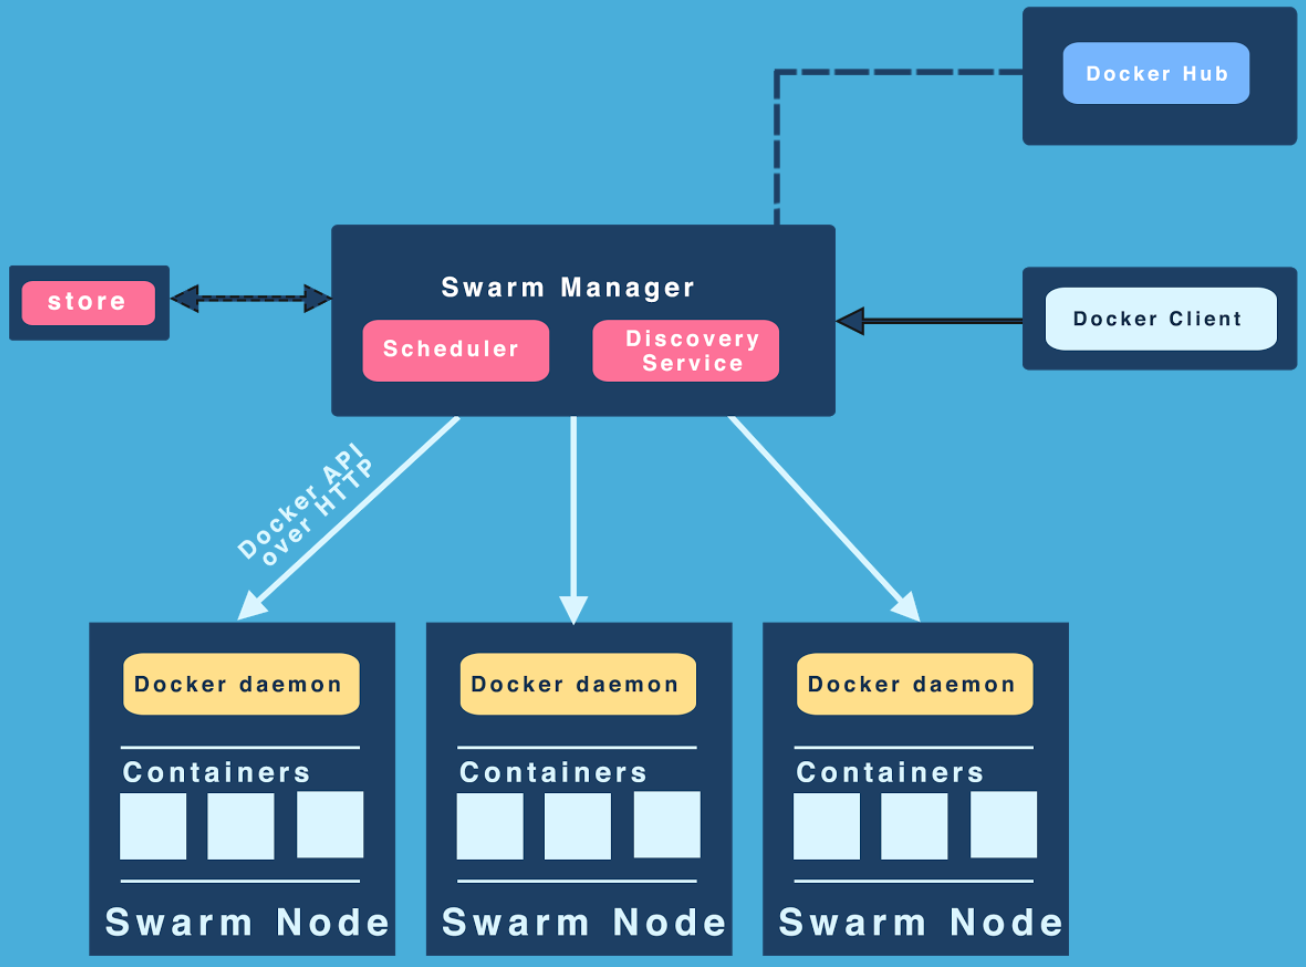 Docker Hub
store
Swarm Manager
Scheduler
Discovery
Service
Docker Client
Docker API
over HTTP
Docker daemon
Containers
Swarm Node
Docker daemon
Containers
Swarm Node
Docker daemon
Containers
Swarm Node